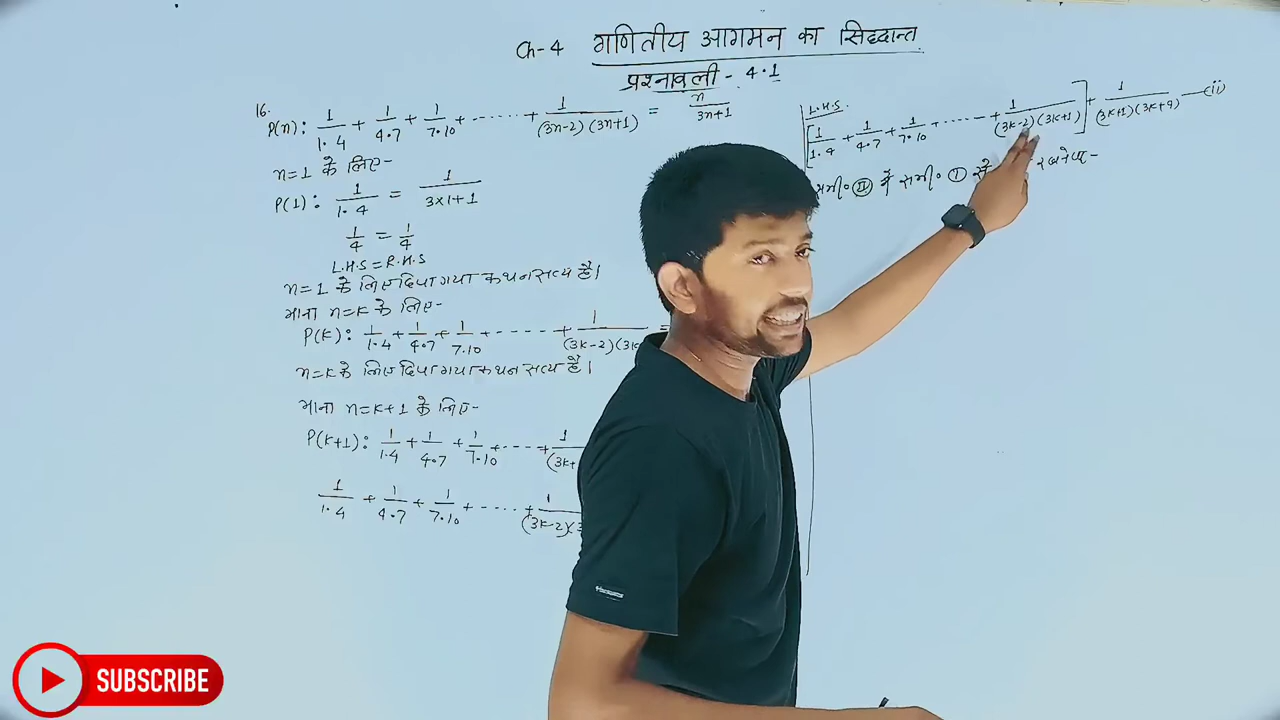 Ch-4 गणितीय आगमन का सिद्धान्त
प्रश्नावली - 4.1
16.
P(n): 1/1.4 + 1/4.7 + 1/7.10 + ...... + 1/(3n-2)(3n+1) = n/3n+1
n=1 के लिए-
P(1): 1/1.4 = 1/3×1+1
1/4 = 1/4
L.H.S = R.H.S
n=1 के लिए दिया गया कथन सत्य है।
माना n=k के लिए-
P(k): 1/1.4 + 1/4.7 + 1/7.10 + ...... + 1/(3k-2)(3k =
n=k के लिए दिया गया कथन सत्य है।
माना n=k+1 के लिए-
P(k+1): 1/1.4 + 1/4.7 + 1/7.10 + .... + 1/(3k+
1/1.4 + 1/4.7 + 1/7.10 + ..... + 1/(3k-2)(3
L.H.S.
[1/1.4 + 1/4.7 + 1/7.10 + ..... + 1/(3k-2)(3k+1)] + 1/(3k+1)(3k+4) —(ii)
समी० (II) में समी० (I) से रखने पर-
SUBSCRIBE